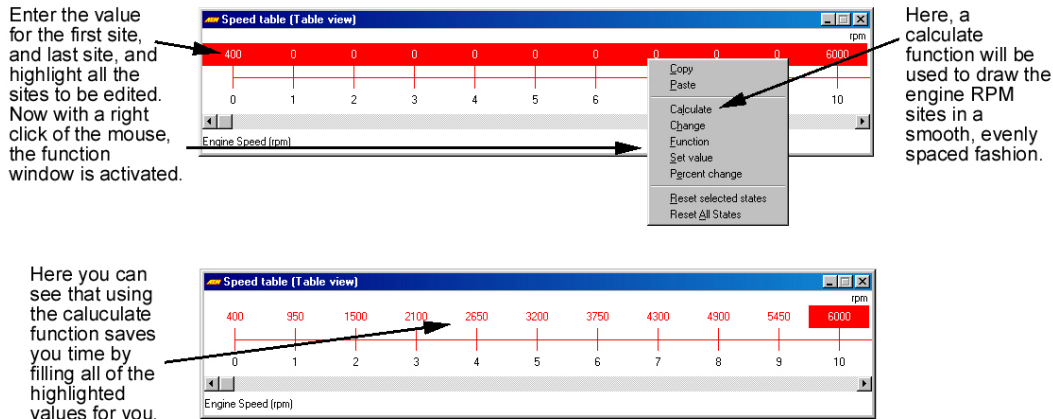 Enter the value
for the first site,
and last site, and
highlight all the
sites to be edited.
Now with a right
click of the mouse,
the function
window is activated.
AEM Speed table (Table view)
rpm
400 0 0 0 0 0 0 0 0 0 6000
0 1 2 3 4 5 6 10
Engine Speed (rpm)
Copy
Paste
Calculate
Change
Function
Set value
Percent change
Reset selected states
Reset All States
Here, a
calculate
function will be
used to draw the
engine RPM
sites in a
smooth, evenly
spaced fashion.
Here you can
see that using
the caluculate
function saves
you time by
filling all of the
highlighted
values for you.
AEM Speed table (Table view)
rpm
400 950 1500 2100 2650 3200 3750 4300 4900 5450 6000
0 1 2 3 4 5 6 7 8 9 10
Engine Speed (rpm)